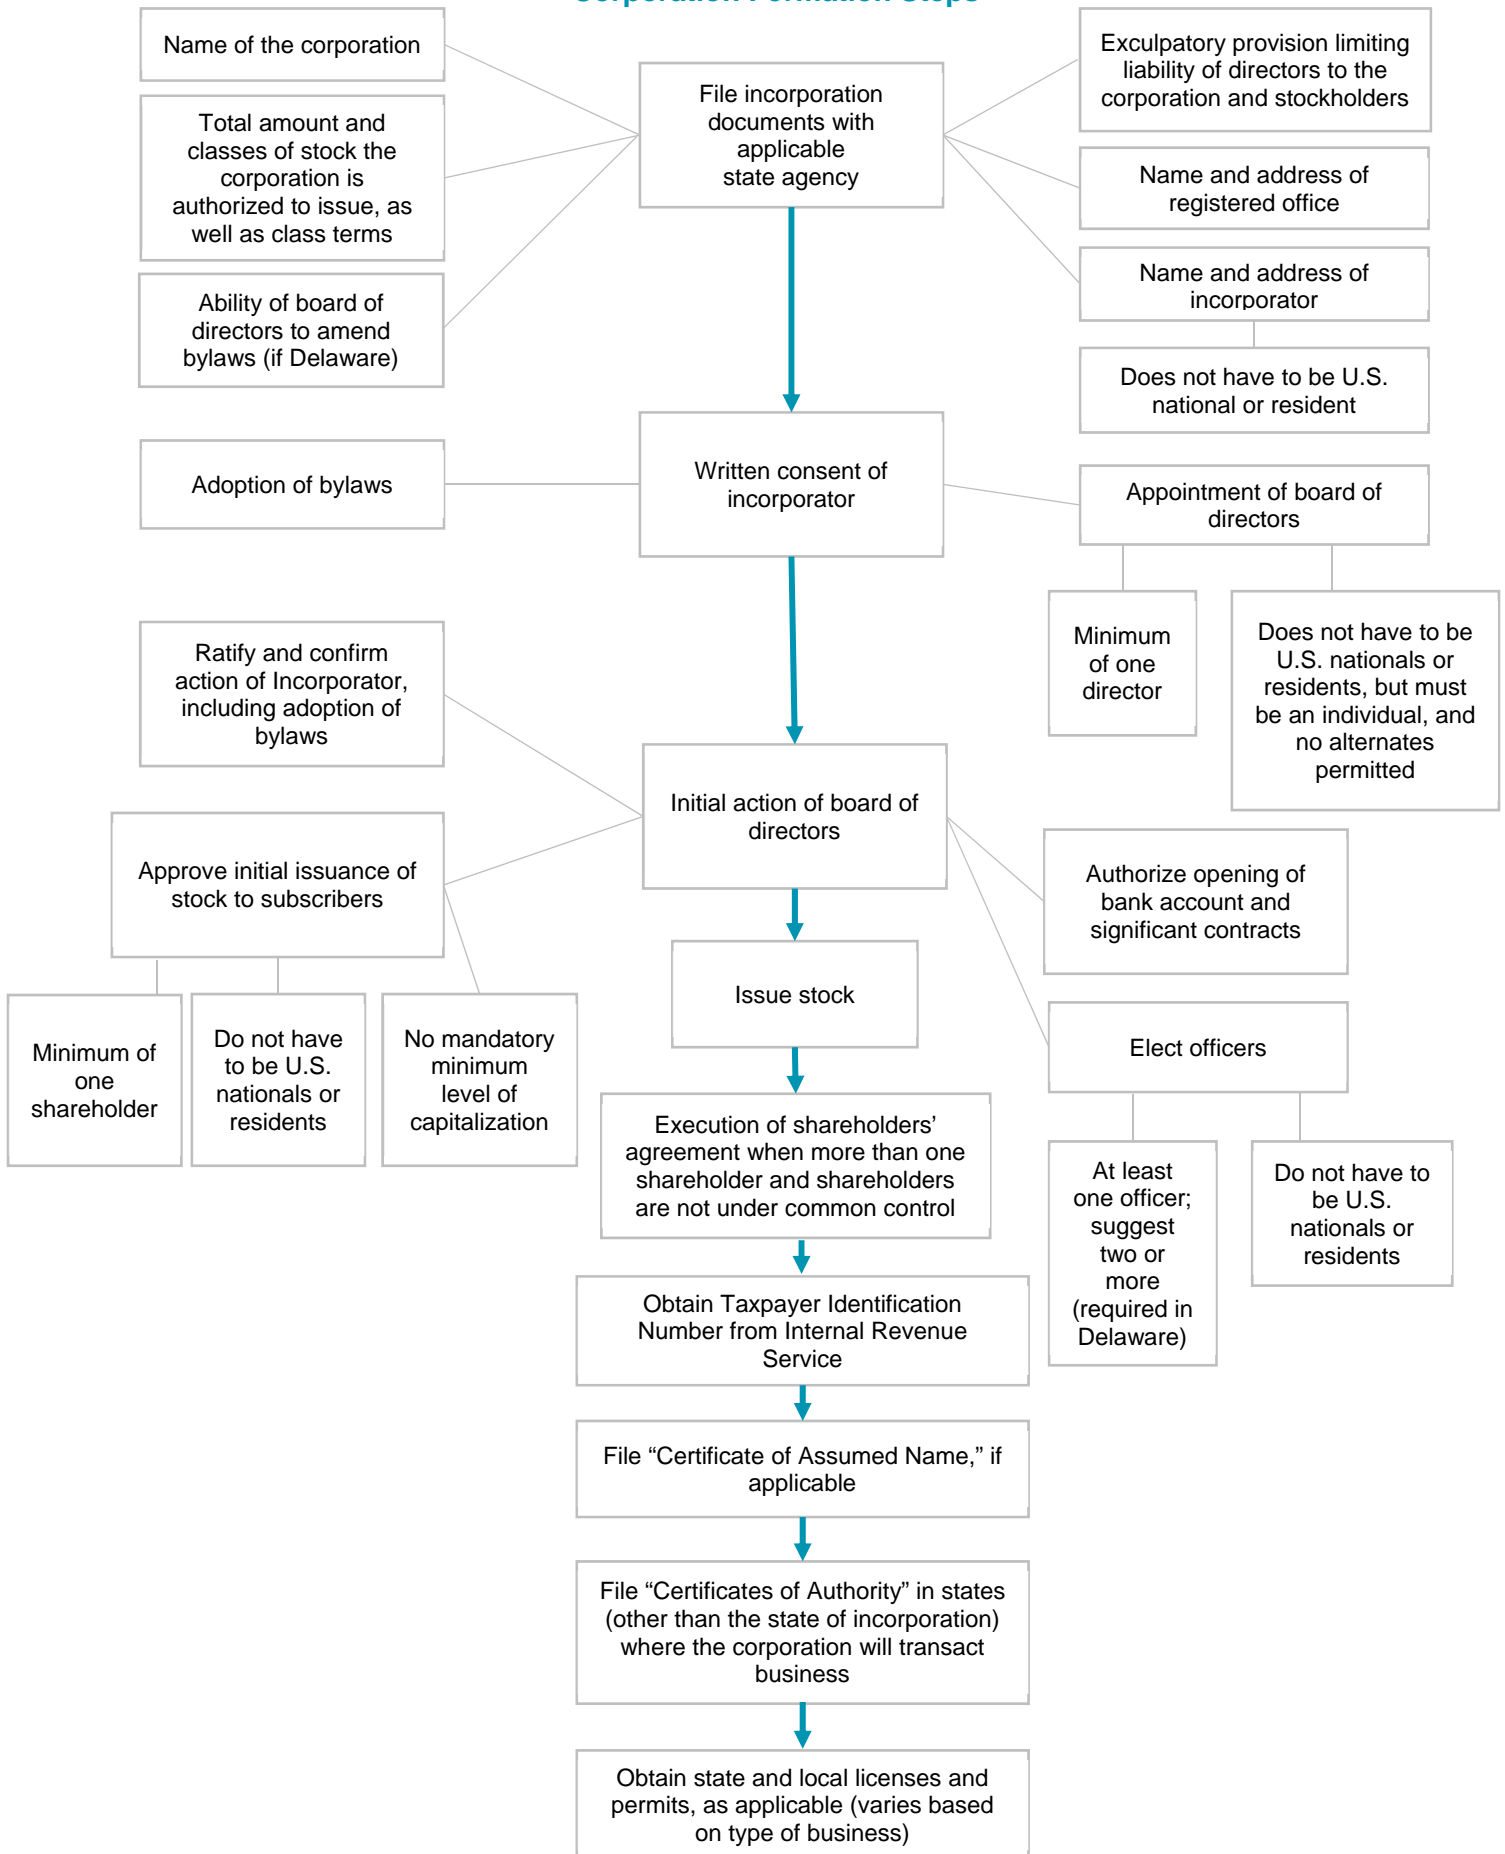 Corporation Formation Steps
Name of the corporation
Total amount and
classes of stock the
corporation is
authorized to issue, as
well as class terms
Ability of board of
directors to amend
bylaws (if Delaware)
File incorporation
documents with
applicable
state agency
Exculpatory provision limiting
liability of directors to the
corporation and stockholders
Name and address of
registered office
Name and address of
incorporator
Does not have to be U.S.
national or resident
Adoption of bylaws
Written consent of
incorporator
Appointment of board of
directors
Minimum
of one
director
Does not have to be
U.S. nationals or
residents, but must
be an individual, and
no alternates
permitted
Ratify and confirm
action of Incorporator,
including adoption of
bylaws
Approve initial issuance of
stock to subscribers
Minimum of
one
shareholder
Do not have
to be U.S.
nationals or
residents
No mandatory
minimum
level of
capitalization
Initial action of board of
directors
Authorize opening of
bank account and
significant contracts
Elect officers
At least
one officer;
suggest
two or
more
(required in
Delaware)
Do not have to
be U.S.
nationals or
residents
Issue stock
Execution of shareholders’
agreement when more than one
shareholder and shareholders
are not under common control
Obtain Taxpayer Identification
Number from Internal Revenue
Service
File “Certificate of Assumed Name,” if
applicable
File “Certificates of Authority” in states
(other than the state of incorporation)
where the corporation will transact
business
Obtain state and local licenses and
permits, as applicable (varies based
on type of business)